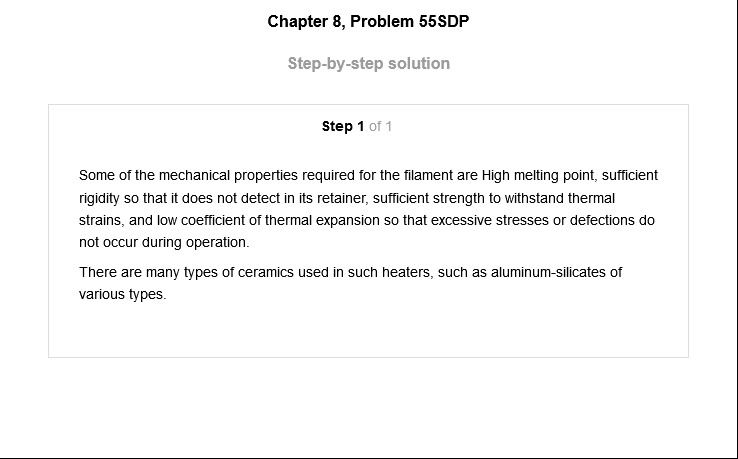 Chapter 8, Problem 55SDP
Step-by-step solution
Step 1 of 1
Some of the mechanical properties required for the filament are High melting point, sufficient
rigidity so that it does not detect in its retainer, sufficient strength to withstand thermal
strains, and low coefficient of thermal expansion so that excessive stresses or defections do
not occur during operation.
There are many types of ceramics used in such heaters, such as aluminum-silicates of
various types.